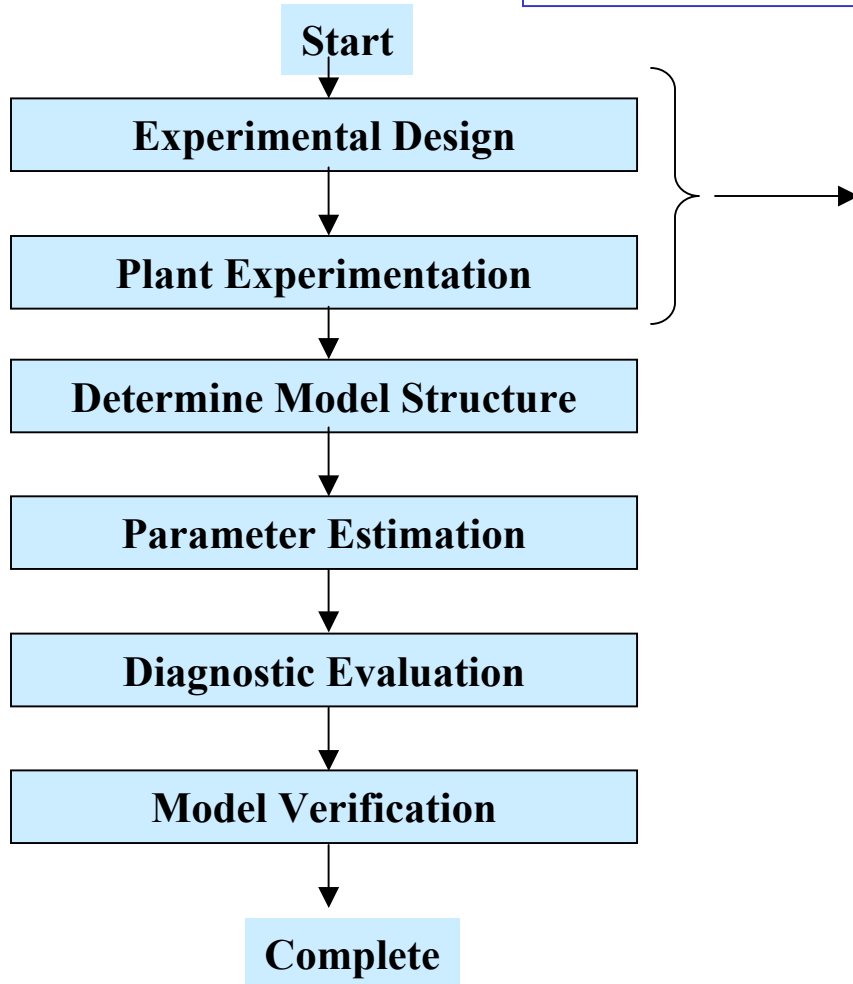 Start
Experimental Design
Plant Experimentation
Determine Model Structure
Parameter Estimation
Diagnostic Evaluation
Model Verification
Complete